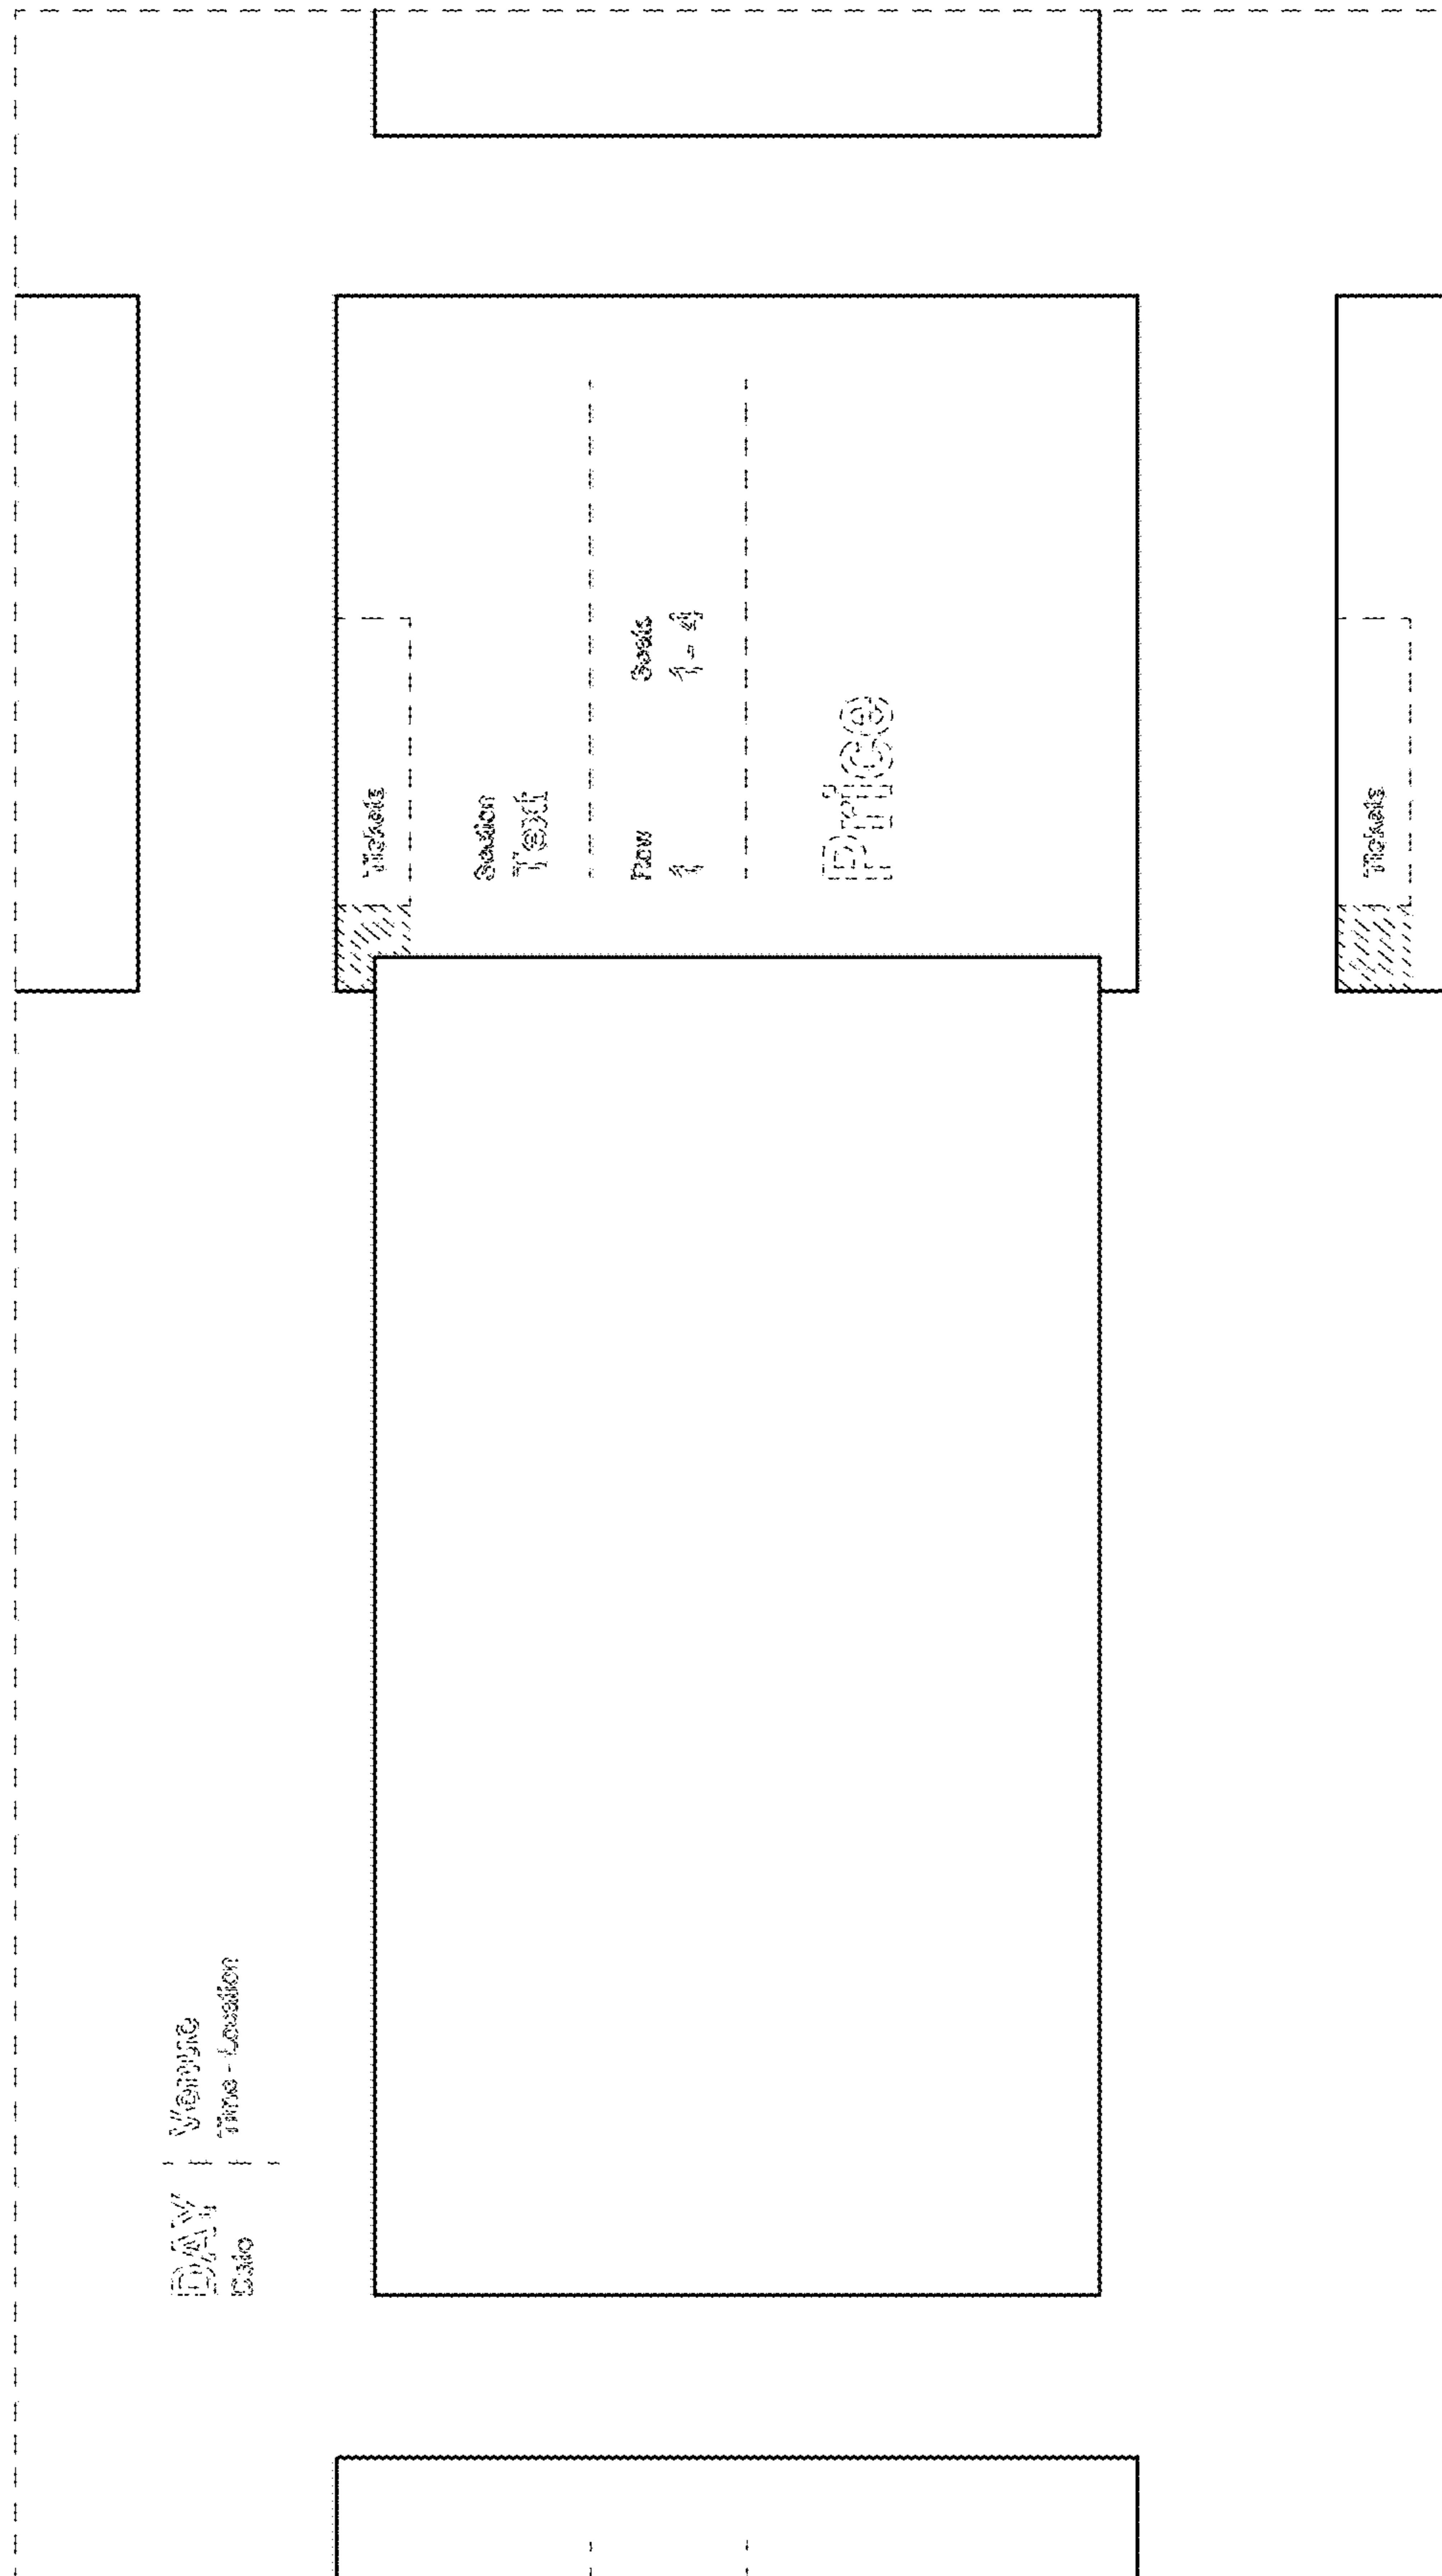 DAY
Date
Venue
Time - Location
Tickets
Section
Text
Row
1
Seats
1 - 4
Price
Tickets